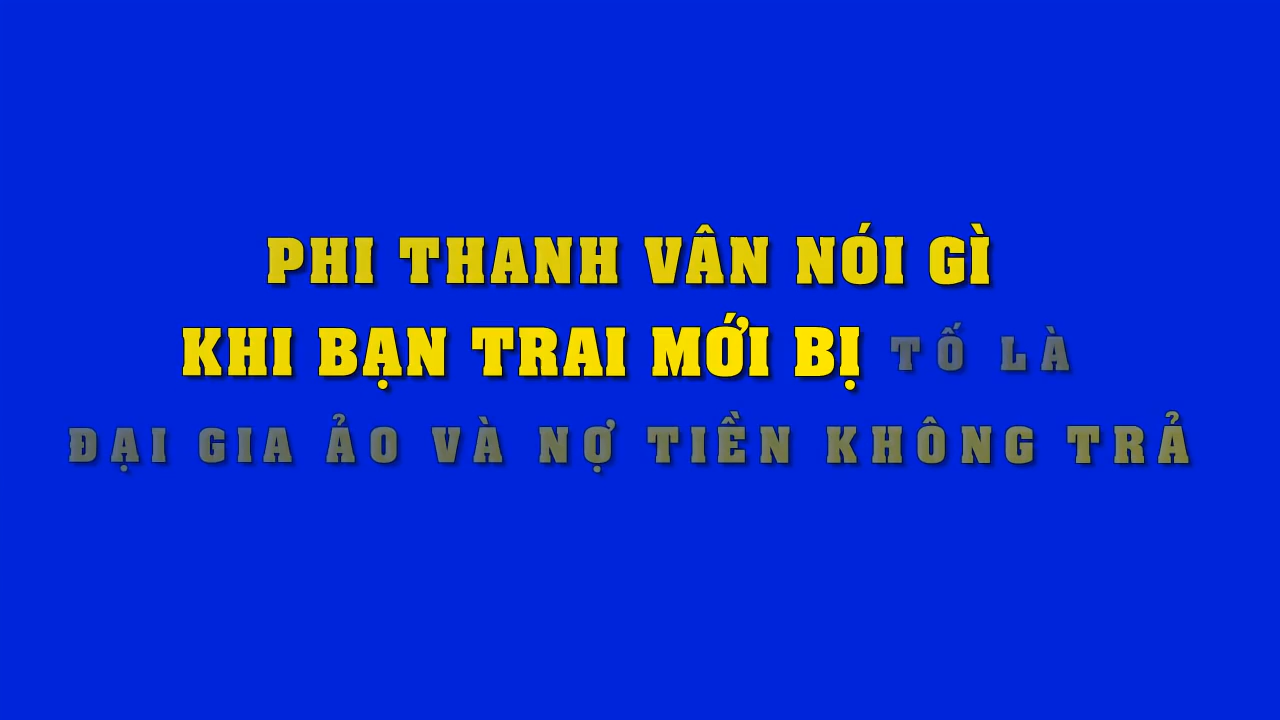 PHI THANH VÂN NÓI GÌ
KHI BẠN TRAI MỚI BỊ TỐ LÀ
ĐẠI GIA ẢO VÀ NỢ TIỀN KHÔNG TRẢ